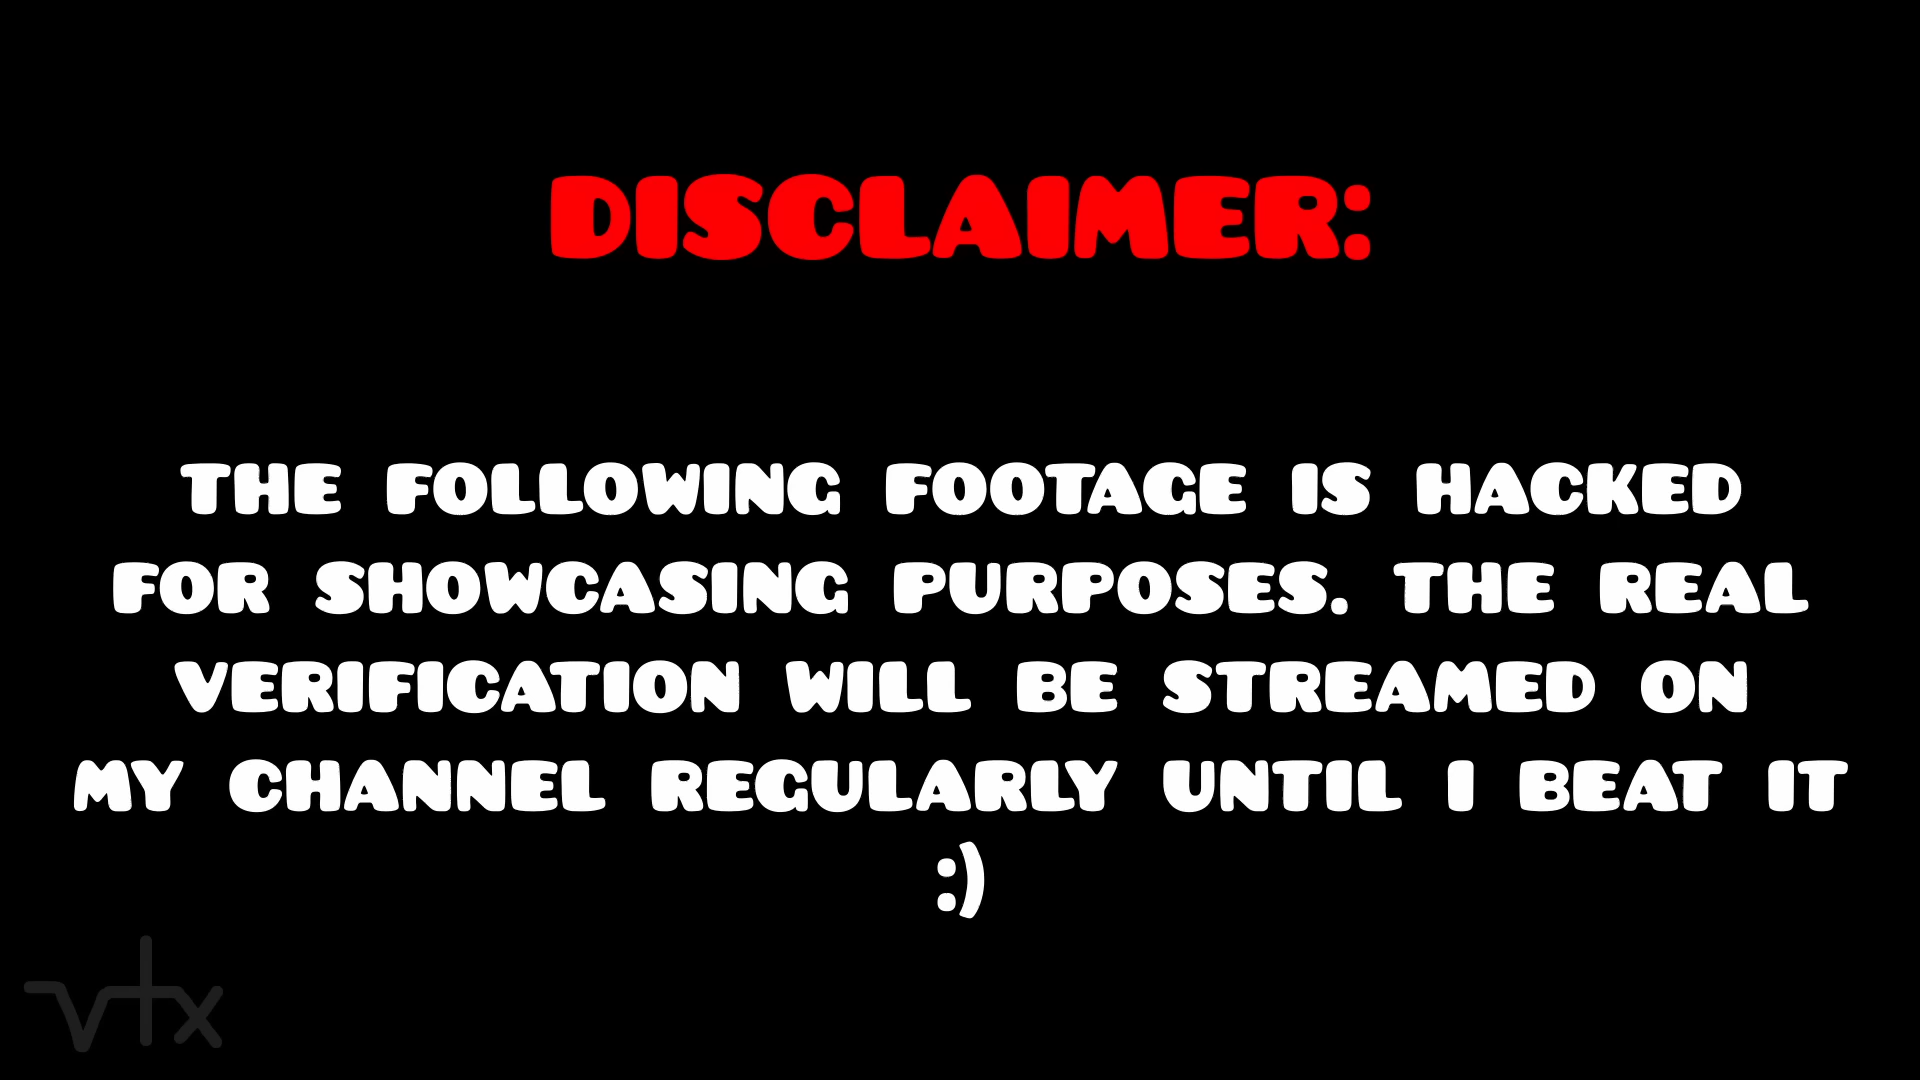 DISCLAIMER:
THE FOLLOWING FOOTAGE IS HACKED
FOR SHOWCASING PURPOSES. THE REAL
VERIFICATION WILL BE STREAMED ON
MY CHANNEL REGULARLY UNTIL I BEAT IT
:)
vtx